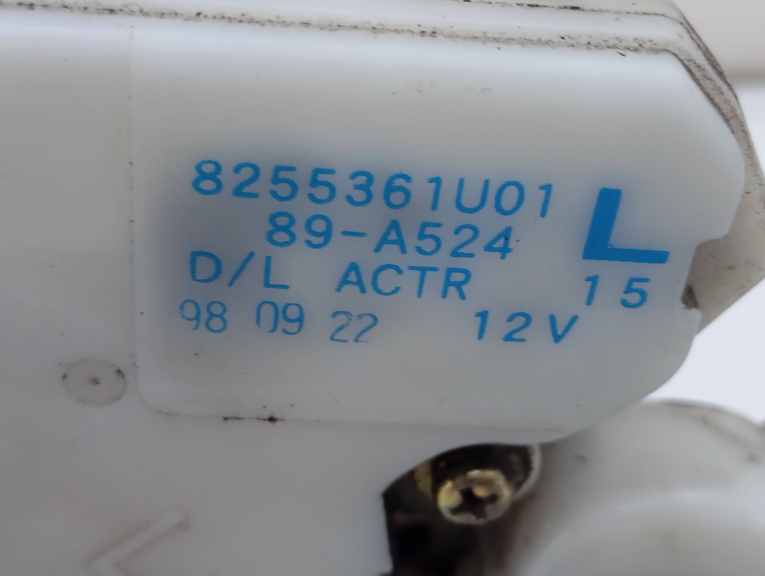 8255361U01 L
89-A524
D/L ACTR 15
98 09 22 12V